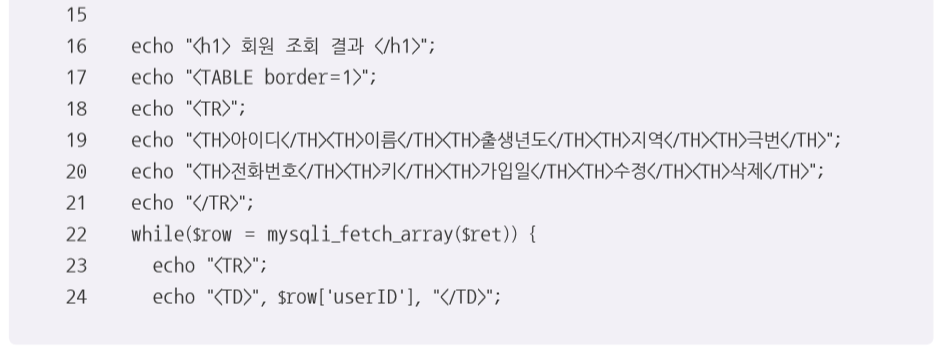 15
16 echo "<h1> 회원 조회 결과 </h1>";
17 echo "<TABLE border=1>";
18 echo "<TR>";
19 echo "<TH>아이디</TH><TH>이름</TH><TH>출생년도</TH><TH>지역</TH><TH>극번</TH>";
20 echo "<TH>전화번호</TH><TH>키</TH><TH>가입일</TH><TH>수정</TH><TH>삭제</TH>";
21 echo "</TR>";
22 while($row = mysqli_fetch_array($ret)) {
23 echo "<TR>";
24 echo "<TD>", $row['userID'], "</TD>";